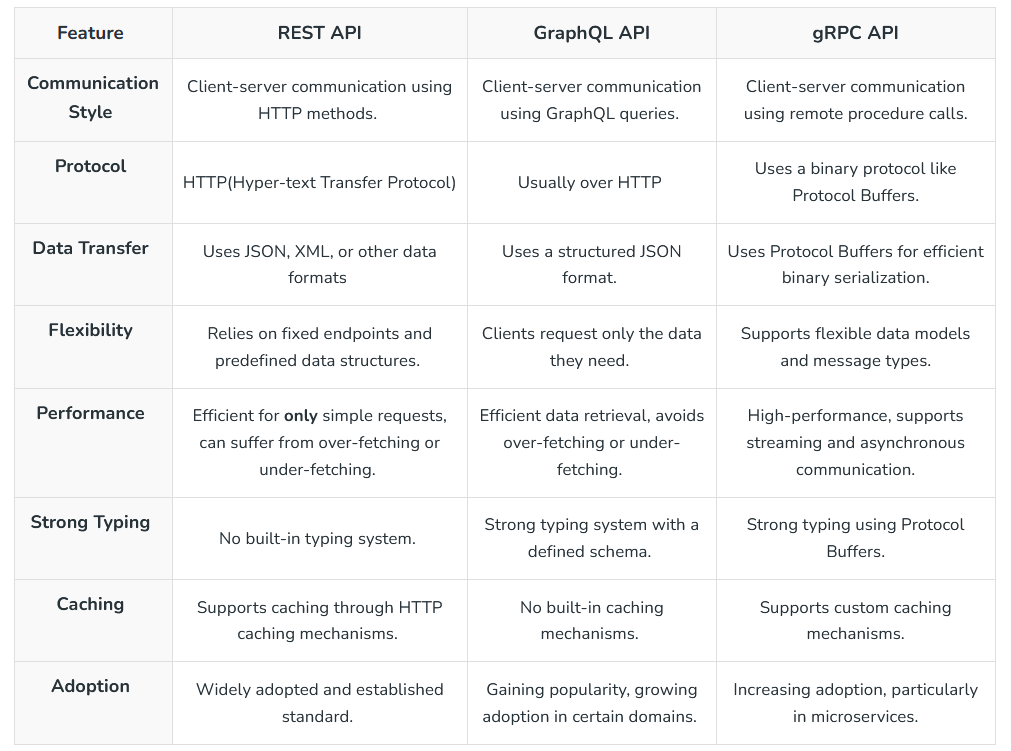 Feature
REST API
GraphQL API
gRPC API
Communication
Style
Client-server communication using
HTTP methods.
Client-server communication
using GraphQL queries.
Client-server communication
using remote procedure calls.
Protocol
HTTP(Hyper-text Transfer Protocol)
Usually over HTTP
Uses a binary protocol like
Protocol Buffers.
Data Transfer
Uses JSON, XML, or other data
formats
Uses a structured JSON
format.
Uses Protocol Buffers for efficient
binary serialization.
Flexibility
Relies on fixed endpoints and
predefined data structures.
Clients request only the data
they need.
Supports flexible data models
and message types.
Performance
Efficient for only simple requests,
can suffer from over-fetching or
under-fetching.
Efficient data retrieval, avoids
over-fetching or under-
fetching.
High-performance, supports
streaming and asynchronous
communication.
Strong Typing
No built-in typing system.
Strong typing system with a
defined schema.
Strong typing using Protocol
Buffers.
Caching
Supports caching through HTTP
caching mechanisms.
No built-in caching
mechanisms.
Supports custom caching
mechanisms.
Adoption
Widely adopted and established
standard.
Gaining popularity, growing
adoption in certain domains.
Increasing adoption, particularly
in microservices.